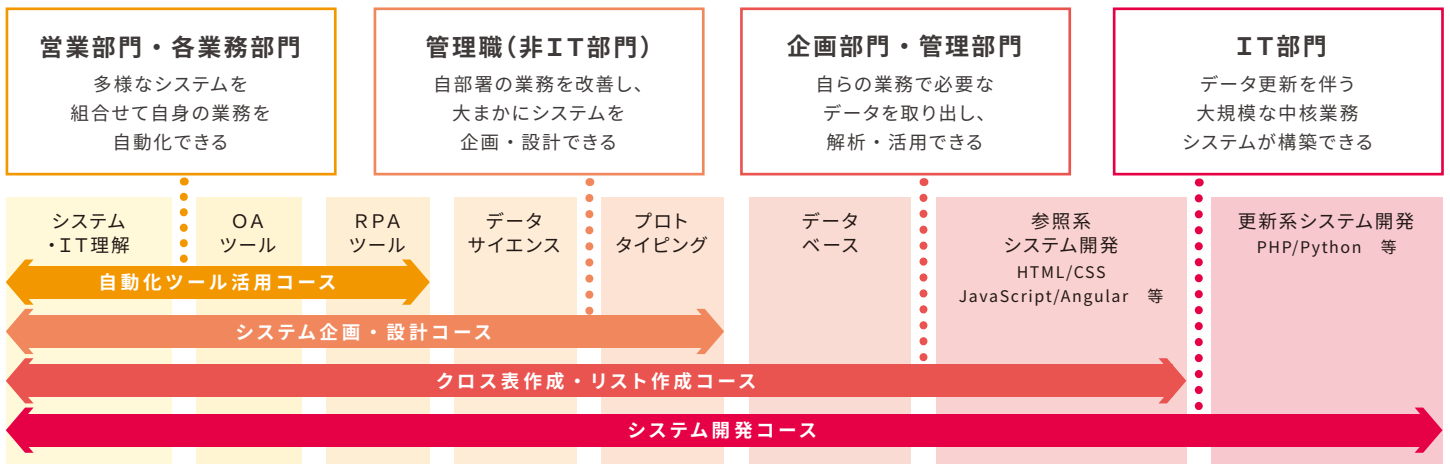 営業部門・各業務部門
多様なシステムを
組合せて自身の業務を
自動化できる
管理職(非IT部門)
自部署の業務を改善し、
大まかにシステムを
企画・設計できる
企画部門・管理部門
自らの業務で必要な
データを取り出し、
解析・活用できる
IT部門
データ更新を伴う
大規模な中核業務
システムが構築できる
システム
・IT理解
OA
ツール
RPA
ツール
データ
サイエンス
プロト
タイピング
データ
ベース
参照系
システム開発
HTML/CSS
JavaScript/Angular 等
更新系システム開発
PHP/Python 等
自動化ツール活用コース
システム企画・設計コース
クロス表作成・リスト作成コース
システム開発コース